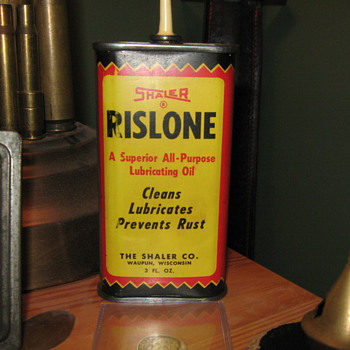 SHALER
®
RISLONE
A Superior All-Purpose
Lubricating Oil
Cleans
Lubricates
Prevents Rust
THE SHALER CO.
WAUPUN, WISCONSIN
3 FL. OZ.